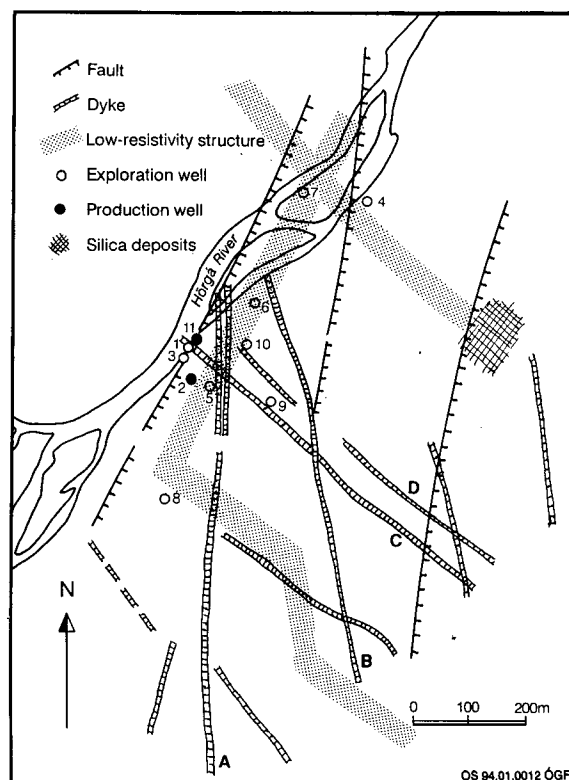 Fault
Dyke
Low-resistivity structure
Exploration well
Production well
Silica deposits
Hörgá River
7
4
6
11
1
10
3
2
5
9
8
D
C
N
B
A
0 100 200m
OS 94.01.0012 ÓGF